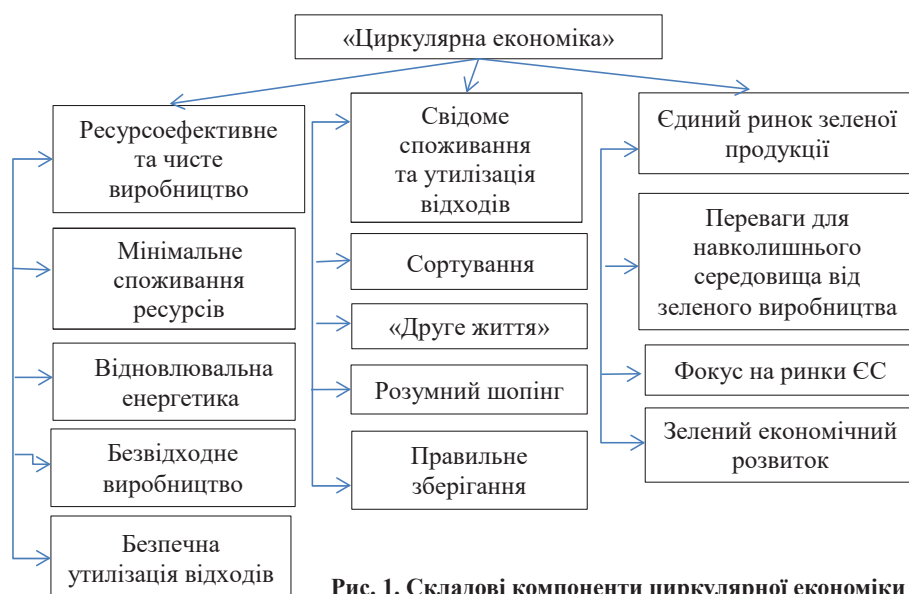 «Циркулярна економіка»
Ресурсоефективне
та чисте
виробництво
Мінімальне
споживання
ресурсів
Відновлювальна
енергетика
Безвідходне
виробництво
Безпечна
утилізація відходів
Свідоме
споживання
та утилізація
відходів
Сортування
«Друге життя»
Розумний шопінг
Правильне
зберігання
Єдиний ринок зеленої
продукції
Переваги для
навколишнього
середовища від
зеленого виробництва
Фокус на ринки ЄС
Зелений економічний
розвиток
Рис. 1. Складові компоненти циркулярної економіки